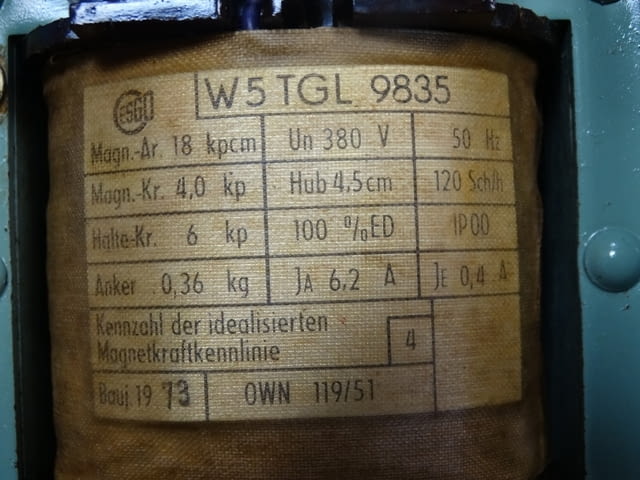 ESGO W5 TGL 9835
Magn.-Ar. 18 kpcm Un 380 V 50 Hz
Magn.-Kr. 4,0 kp Hub 4,5cm 120 Sch/h
Halte-Kr. 6 kp 100 %ED IP00
Anker 0,36 kg JA 6,2 A JE 0,4 A
Kennzahl der idealisierten
Magnetkraftkennlinie 4
Bauj. 19 73 OWN 119/51